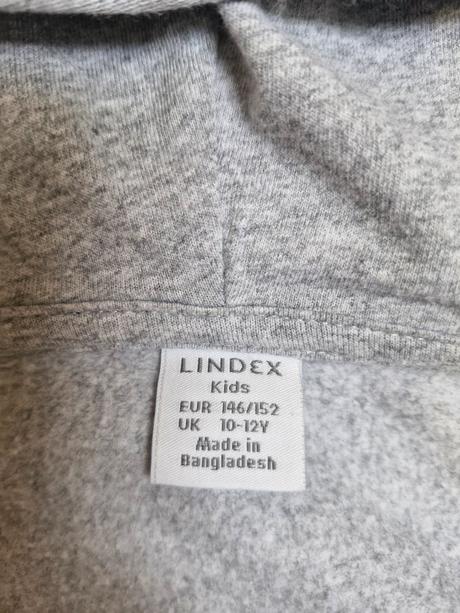 LINDEX
Kids
EUR 146/152
UK 10-12Y
Made in
Bangladesh